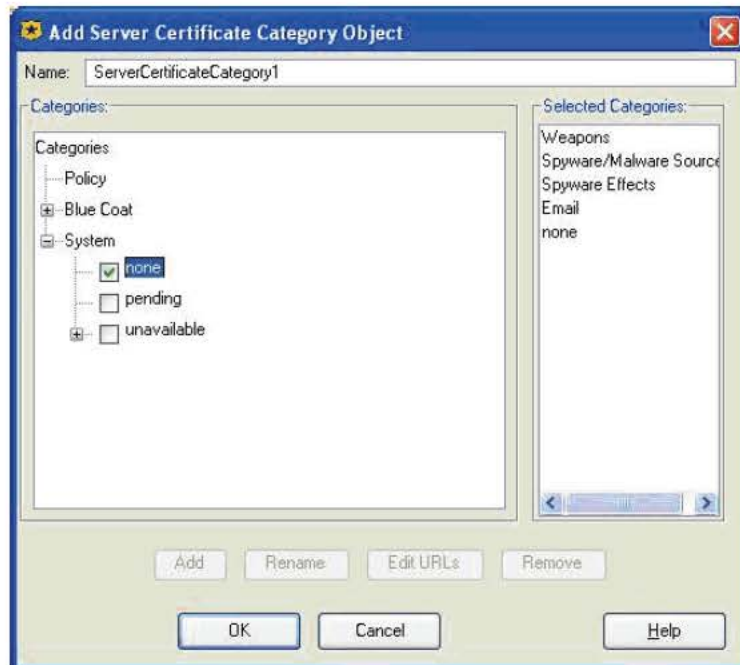 Add Server Certificate Category Object
Name: ServerCertificateCategory1
Categories:
Categories
Policy
Blue Coat
System
none
pending
unavailable
Selected Categories:
Weapons
Spyware/Malware Source
Spyware Effects
Email
none
Add Rename Edit URLs Remove
OK Cancel Help